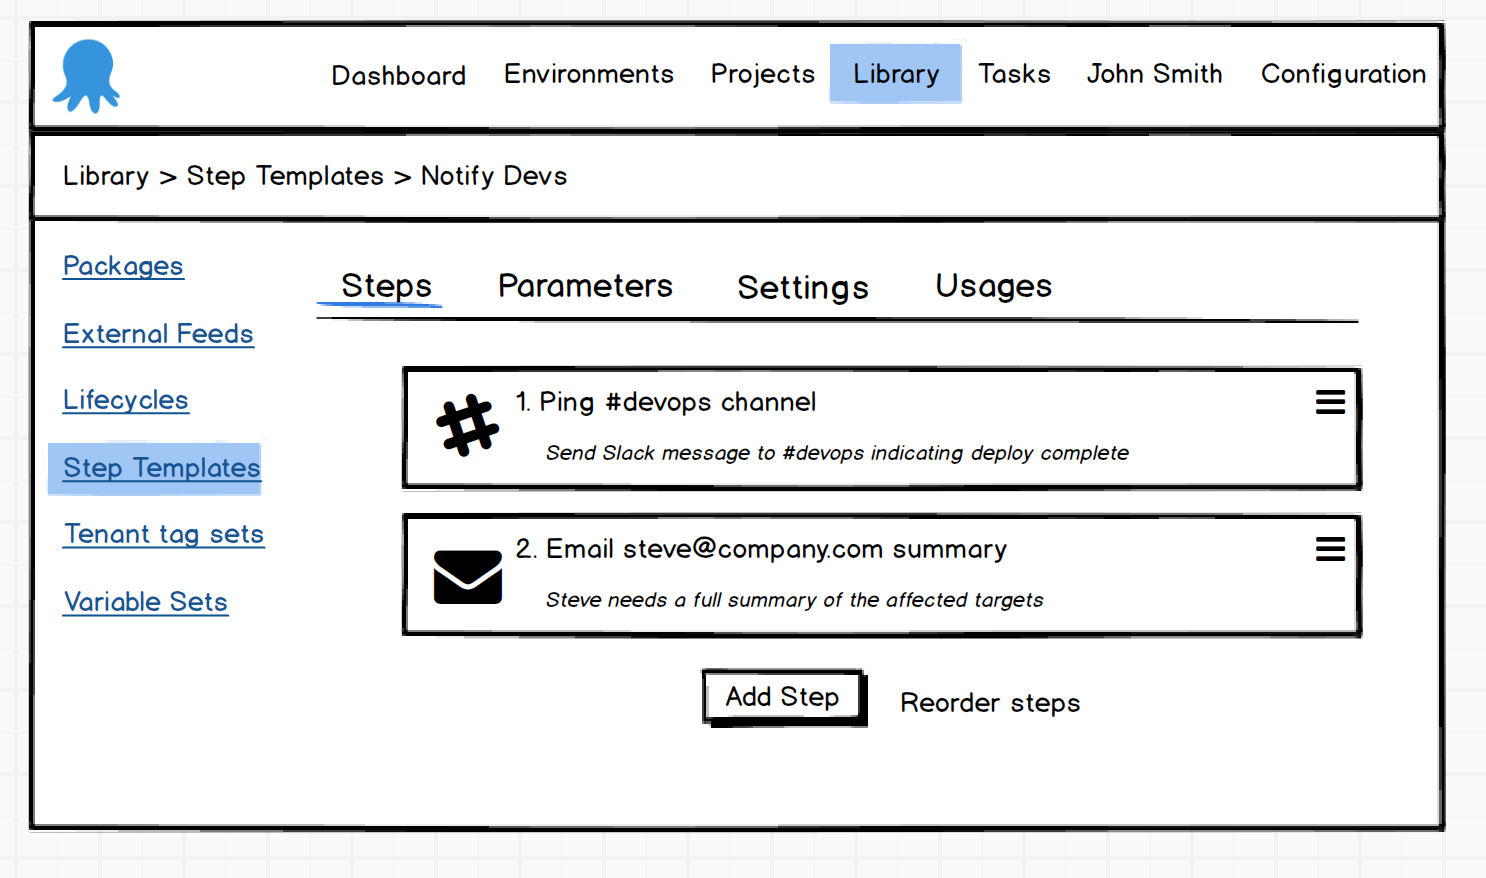 Dashboard Environments Projects Library Tasks John Smith Configuration
Library > Step Templates > Notify Devs
Packages
External Feeds
Lifecycles
Step Templates
Tenant tag sets
Variable Sets
Steps Parameters Settings Usages
1. Ping #devops channel
Send Slack message to #devops indicating deploy complete
2. Email steve@company.com summary
Steve needs a full summary of the affected targets
Add Step Reorder steps